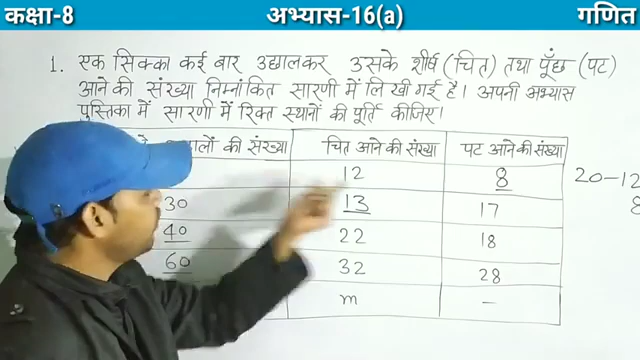 कक्षा-8 अभ्यास-16(a) गणित
1. एक सिक्का कई बार उछालकर उसके शीर्ष (चित) तथा पूँछ (पट)
आने की संख्या निम्नांकित सारणी में लिखी गई है। अपनी अभ्यास
पुस्तिका में सारणी में रिक्त स्थानों की पूर्ति कीजिए।
की संख्या चित आने की संख्या पट आने की संख्या
12 8 20-12
8
30 13 17
40 22 18
60 32 28
m -